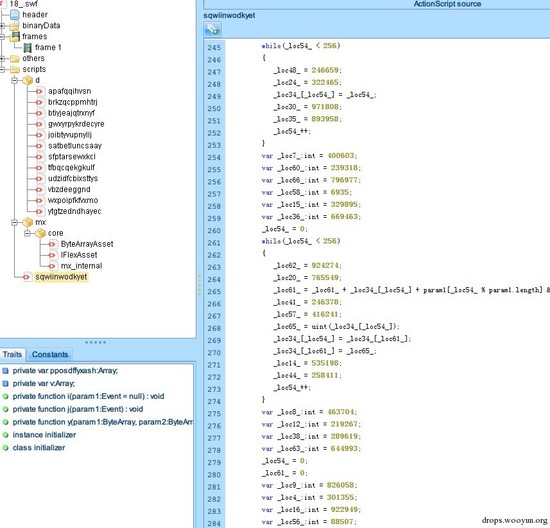 18_.swf
header
binaryData
frames
frame 1
others
scripts
d
apafqqihvsn
brkzqcppmhtrj
btiyjeajqtrxnyf
gwxyrpykrdecyre
joibtyvupnyllj
satbetluncsaay
sfptarsewxkcl
tfbqcqekgkulf
udzidfcbixsttys
vbzdeeggnd
wxpoipfkfwxmo
ytgtzedndhayec
mx
core
ByteArrayAsset
IFlexAsset
mx_internal
sqwiinwodkyet
Traits
Constants
private var pposdffyxash:Array;
private var v:Array;
private function i(param1:Event = null) : void
private function j(param1:Event) : void
private function y(param1:ByteArray, param2:ByteArr
instance initializer
class initializer
ActionScript source
sqwiinwodkyet
245 while(_loc54_ < 256)
246 {
247 _loc48_ = 246659;
248 _loc24_ = 322465;
249 _loc34_[_loc54_] = _loc54_;
250 _loc30_ = 971808;
251 _loc35_ = 893958;
252 _loc54_++;
253 }
254 var _loc7_:int = 400603;
255 var _loc60_:int = 239318;
256 var _loc66_:int = 796977;
257 var _loc58_:int = 6935;
258 var _loc15_:int = 329895;
259 var _loc36_:int = 669463;
260 _loc54_ = 0;
261 while(_loc54_ < 256)
262 {
263 _loc62_ = 924274;
264 _loc20_ = 765549;
265 _loc61_ = _loc61_ + _loc34_[_loc54_] + param1[_loc54_ % param1.length] &
266 _loc41_ = 246378;
267 _loc57_ = 416241;
268 _loc65_ = uint(_loc34_[_loc54_]);
269 _loc34_[_loc54_] = _loc34_[_loc61_];
270 _loc34_[_loc61_] = _loc65_;
271 _loc14_ = 535198;
272 _loc44_ = 258411;
273 _loc54_++;
274 }
275 var _loc8_:int = 463704;
276 var _loc12_:int = 219267;
277 var _loc38_:int = 289619;
278 var _loc63_:int = 644993;
279 _loc54_ = 0;
280 _loc61_ = 0;
281 var _loc9_:int = 826058;
282 var _loc4_:int = 301355;
283 var _loc16_:int = 922949;
284 var _loc56_:int = 88507;
drops.wooyun.org